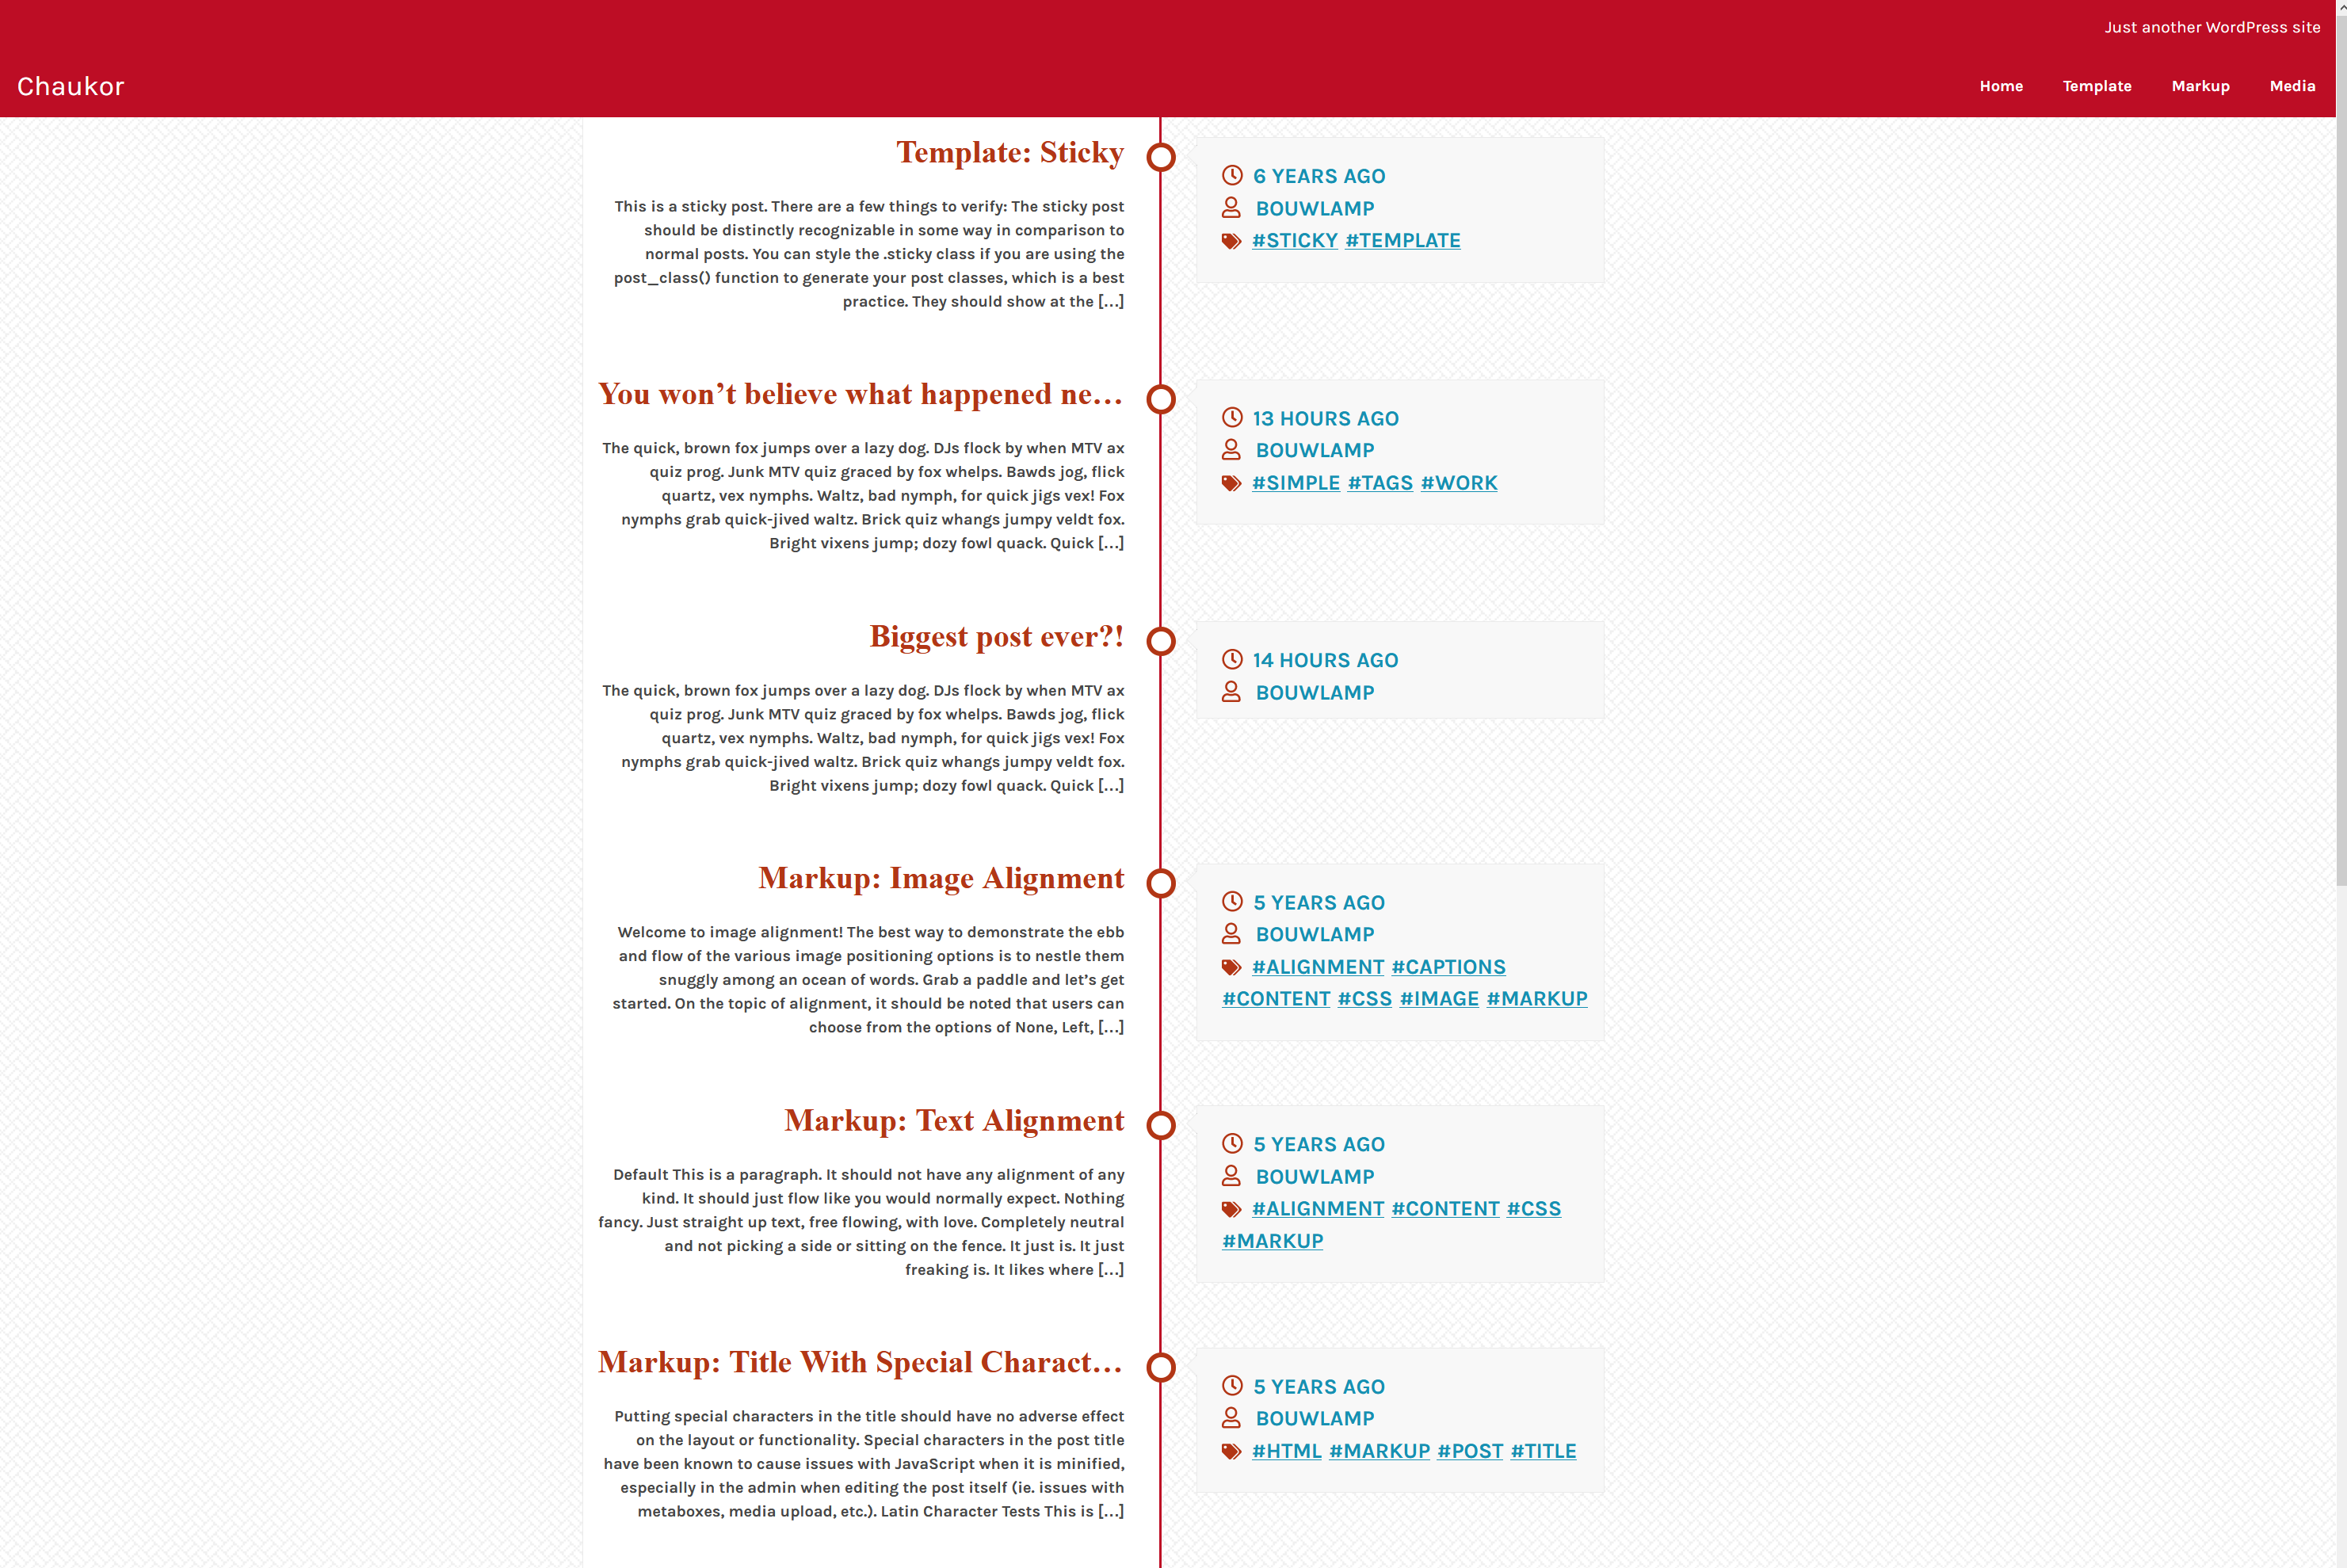 Just another WordPress site
Chaukor
Home Template Markup Media
Template: Sticky
This is a sticky post. There are a few things to verify: The sticky post
should be distinctly recognizable in some way in comparison to
normal posts. You can style the .sticky class if you are using the
post_class() function to generate your post classes, which is a best
practice. They should show at the […]
6 YEARS AGO
BOUWLAMP
#STICKY #TEMPLATE
You won’t believe what happened ne…
The quick, brown fox jumps over a lazy dog. DJs flock by when MTV ax
quiz prog. Junk MTV quiz graced by fox whelps. Bawds jog, flick
quartz, vex nymphs. Waltz, bad nymph, for quick jigs vex! Fox
nymphs grab quick-jived waltz. Brick quiz whangs jumpy veldt fox.
Bright vixens jump; dozy fowl quack. Quick […]
13 HOURS AGO
BOUWLAMP
#SIMPLE #TAGS #WORK
Biggest post ever?!
The quick, brown fox jumps over a lazy dog. DJs flock by when MTV ax
quiz prog. Junk MTV quiz graced by fox whelps. Bawds jog, flick
quartz, vex nymphs. Waltz, bad nymph, for quick jigs vex! Fox
nymphs grab quick-jived waltz. Brick quiz whangs jumpy veldt fox.
Bright vixens jump; dozy fowl quack. Quick […]
14 HOURS AGO
BOUWLAMP
Markup: Image Alignment
Welcome to image alignment! The best way to demonstrate the ebb
and flow of the various image positioning options is to nestle them
snuggly among an ocean of words. Grab a paddle and let’s get
started. On the topic of alignment, it should be noted that users can
choose from the options of None, Left, […]
5 YEARS AGO
BOUWLAMP
#ALIGNMENT #CAPTIONS
#CONTENT #CSS #IMAGE #MARKUP
Markup: Text Alignment
Default This is a paragraph. It should not have any alignment of any
kind. It should just flow like you would normally expect. Nothing
fancy. Just straight up text, free flowing, with love. Completely neutral
and not picking a side or sitting on the fence. It just is. It just
freaking is. It likes where […]
5 YEARS AGO
BOUWLAMP
#ALIGNMENT #CONTENT #CSS
#MARKUP
Markup: Title With Special Charact…
Putting special characters in the title should have no adverse effect
on the layout or functionality. Special characters in the post title
have been known to cause issues with JavaScript when it is minified,
especially in the admin when editing the post itself (ie. issues with
metaboxes, media upload, etc.). Latin Character Tests This is […]
5 YEARS AGO
BOUWLAMP
#HTML #MARKUP #POST #TITLE